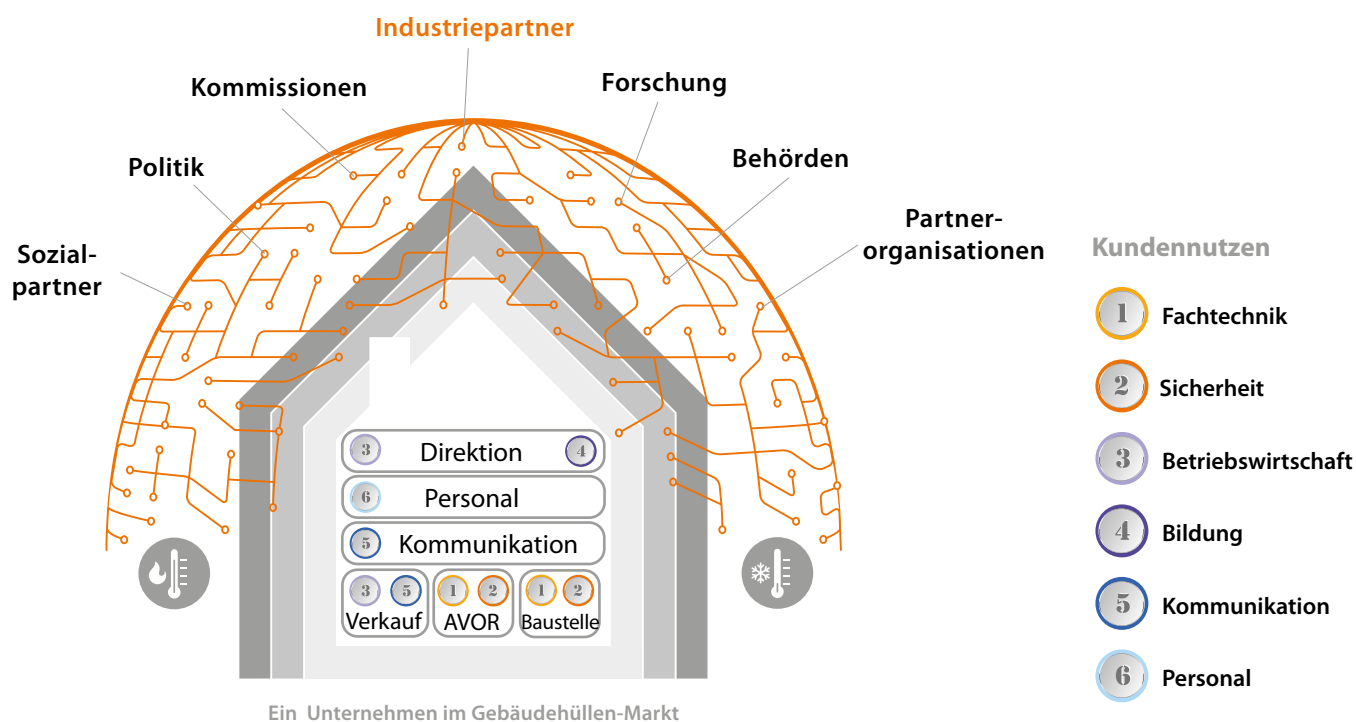 Industriepartner
Kommissionen
Forschung
Politik
Behörden
Sozial-
partner
Partner-
organisationen
3 Direktion 4
6 Personal
5 Kommunikation
3 5
Verkauf
1 2
AVOR
1 2
Baustelle
Ein Unternehmen im Gebäudehüllen-Markt
Kundennutzen
1 Fachtechnik
2 Sicherheit
3 Betriebswirtschaft
4 Bildung
5 Kommunikation
6 Personal